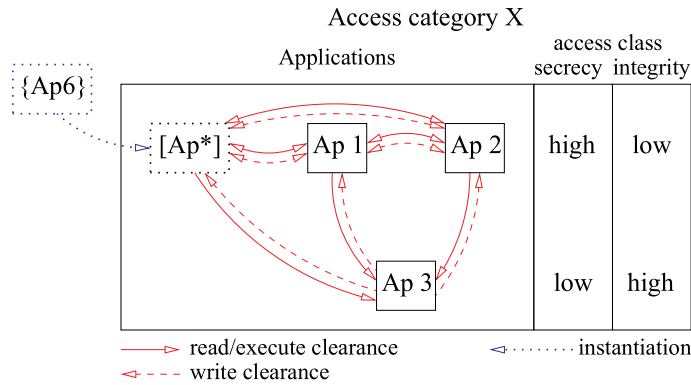 Access category X
Applications
access class
secrecy integrity
{Ap6}
[Ap*] Ap 1 Ap 2 high low
Ap 3 low high
read/execute clearance instantiation
write clearance